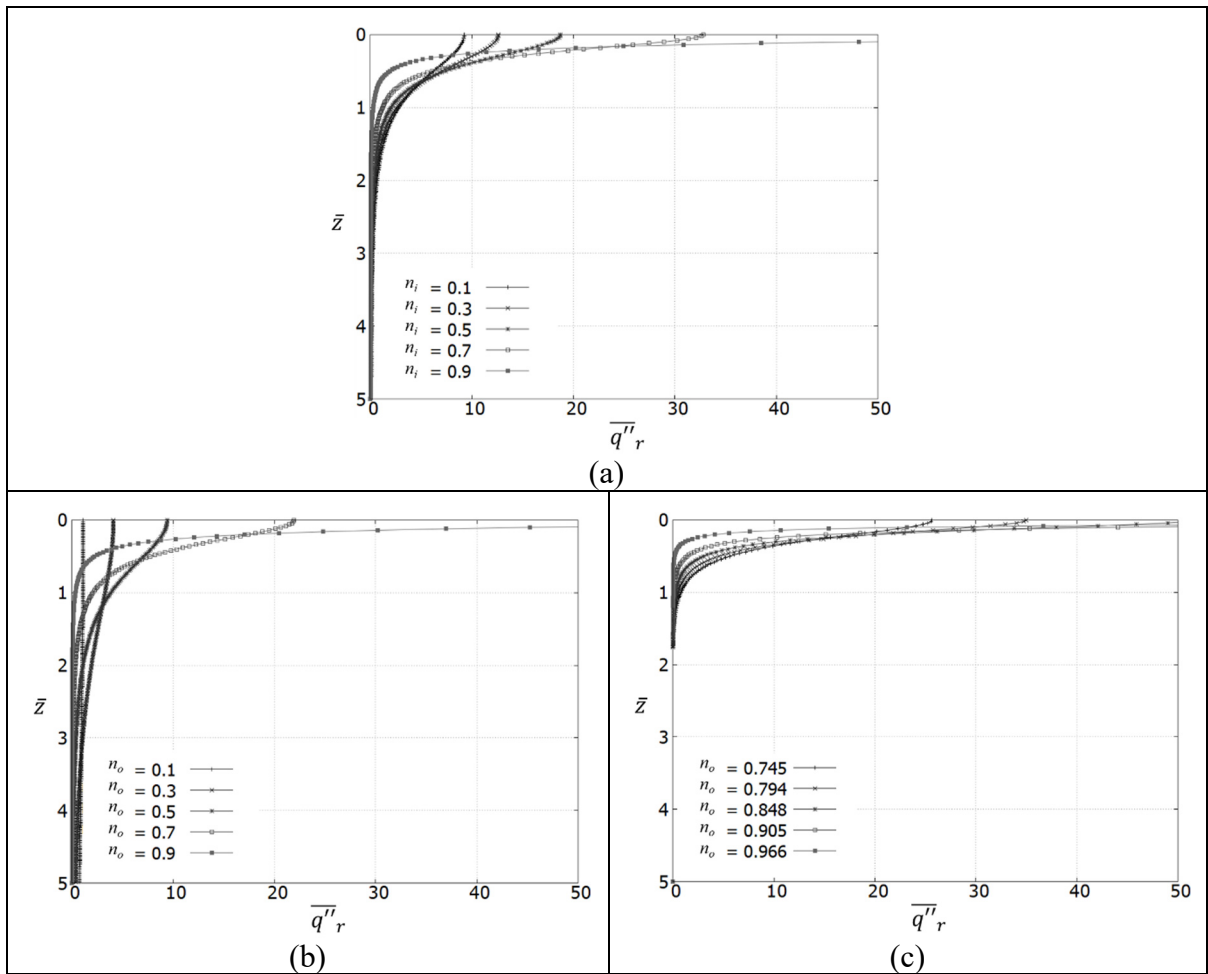 0
1
2
z̄
3
n_i = 0.1
n_i = 0.3
n_i = 0.5
4
n_i = 0.7
n_i = 0.9
5
0 10 20 30 40 50
q''_r
(a)
0
1
2
z̄
3
n_o = 0.1
n_o = 0.3
4
n_o = 0.5
n_o = 0.7
n_o = 0.9
5
0 10 20 30 40 50
q''_r
(b)
0
1
2
z̄
3
n_o = 0.745
n_o = 0.794
4
n_o = 0.848
n_o = 0.905
n_o = 0.966
5
0 10 20 30 40 50
q''_r
(c)